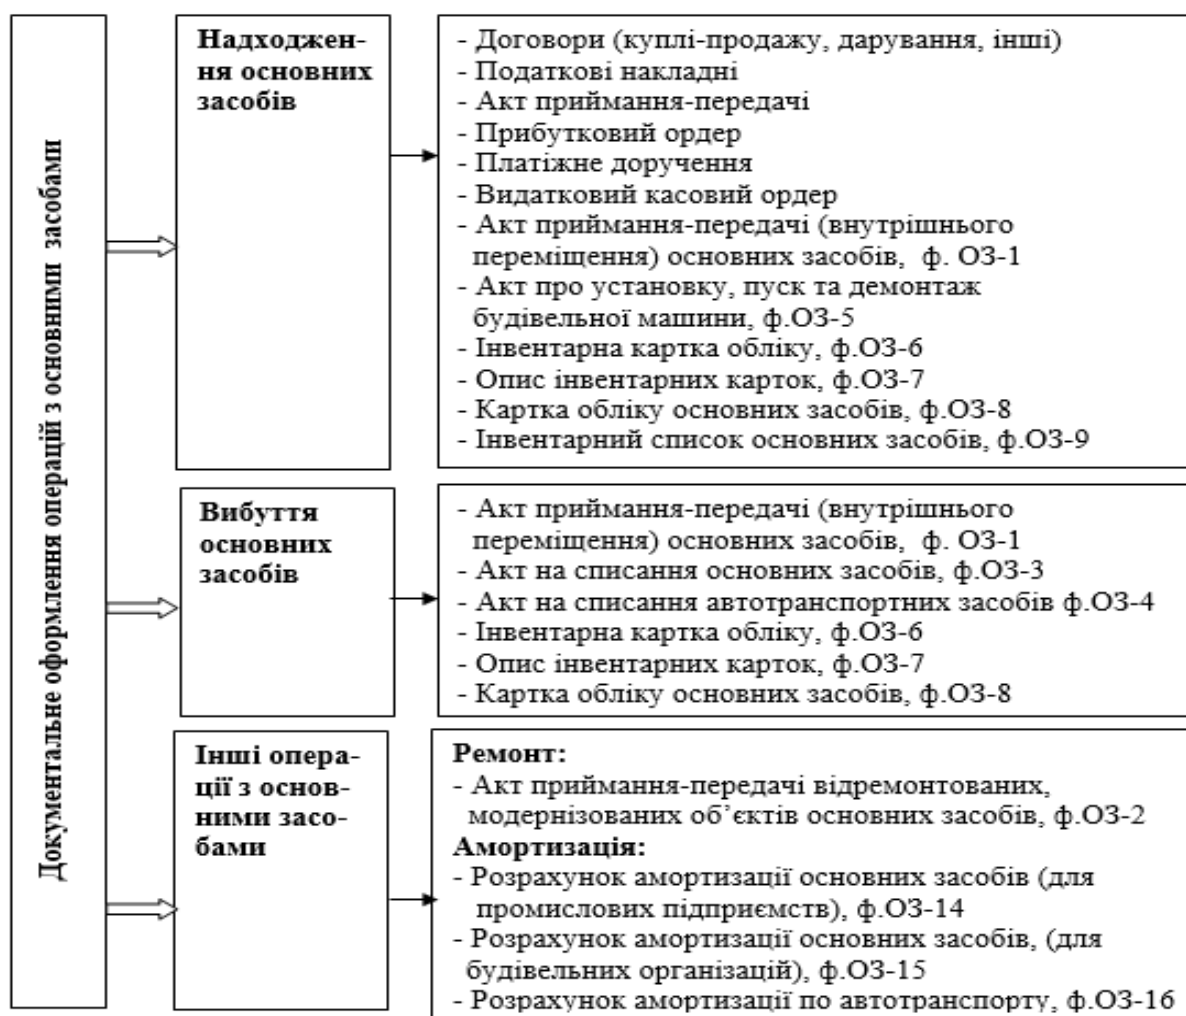 Документальне оформлення операцій з основними засобами
Надходжен-
ня основних
засобів
- Договори (куплі-продажу, дарування, інші)
- Податкові накладні
- Акт приймання-передачі
- Прибутковий ордер
- Платіжне доручення
- Видатковий касовий ордер
- Акт приймання-передачі (внутрішнього
переміщення) основних засобів, ф. ОЗ-1
- Акт про установку, пуск та демонтаж
будівельної машини, ф.ОЗ-5
- Інвентарна картка обліку, ф.ОЗ-6
- Опис інвентарних карток, ф.ОЗ-7
- Картка обліку основних засобів, ф.ОЗ-8
- Інвентарний список основних засобів, ф.ОЗ-9
Вибуття
основних
засобів
- Акт приймання-передачі (внутрішнього
переміщення) основних засобів, ф. ОЗ-1
- Акт на списання основних засобів, ф.ОЗ-3
- Акт на списання автотранспортних засобів ф.ОЗ-4
- Інвентарна картка обліку, ф.ОЗ-6
- Опис інвентарних карток, ф.ОЗ-7
- Картка обліку основних засобів, ф.ОЗ-8
Інші опера-
ції з основ-
ними засо-
бами
Ремонт:
- Акт приймання-передачі відремонтованих,
модернізованих об’єктів основних засобів, ф.ОЗ-2
Амортизація:
- Розрахунок амортизації основних засобів (для
промислових підприємств), ф.ОЗ-14
- Розрахунок амортизації основних засобів, (для
будівельних організацій), ф.ОЗ-15
- Розрахунок амортизації по автотранспорту, ф.ОЗ-16